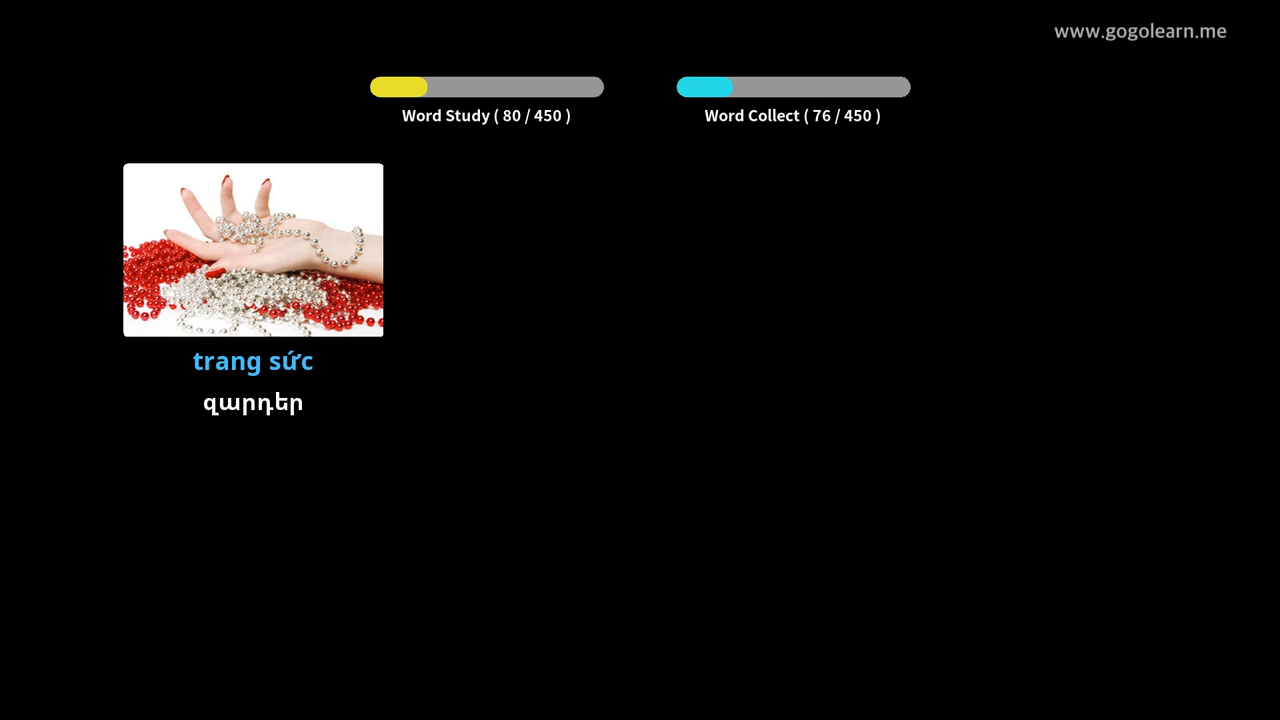 www.gogolearn.me
Word Study ( 80 / 450 )
Word Collect ( 76 / 450 )
trang sức
զարդեր